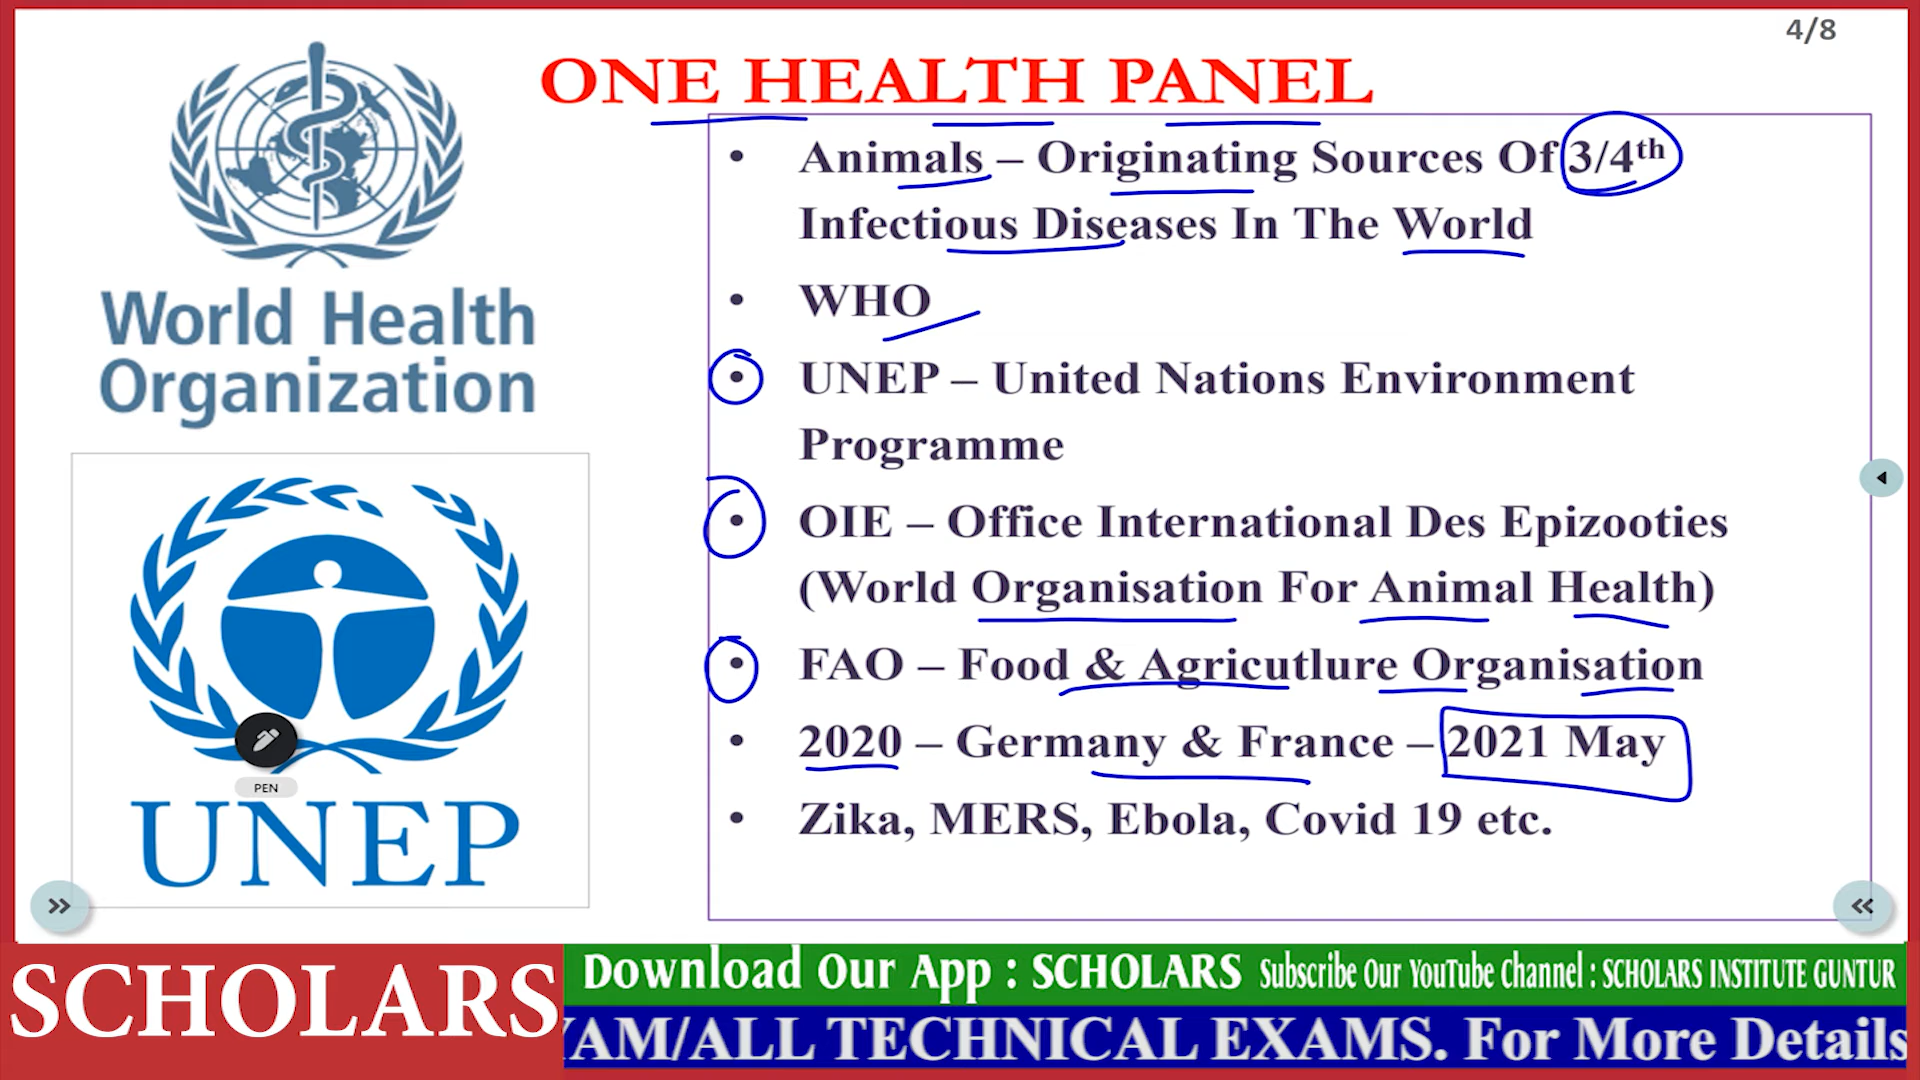 4/8
ONE HEALTH PANEL
World Health
Organization
• Animals – Originating Sources Of 3/4th
Infectious Diseases In The World
• WHO
• UNEP – United Nations Environment
Programme
• OIE – Office International Des Epizooties
(World Organisation For Animal Health)
• FAO – Food & Agricutlure Organisation
• 2020 – Germany & France – 2021 May
• Zika, MERS, Ebola, Covid 19 etc.
PEN
UNEP
SCHOLARS
Download Our App : SCHOLARS Subscribe Our YouTube Channel : SCHOLARS INSTITUTE GUNTUR
AM/ALL TECHNICAL EXAMS. For More Details